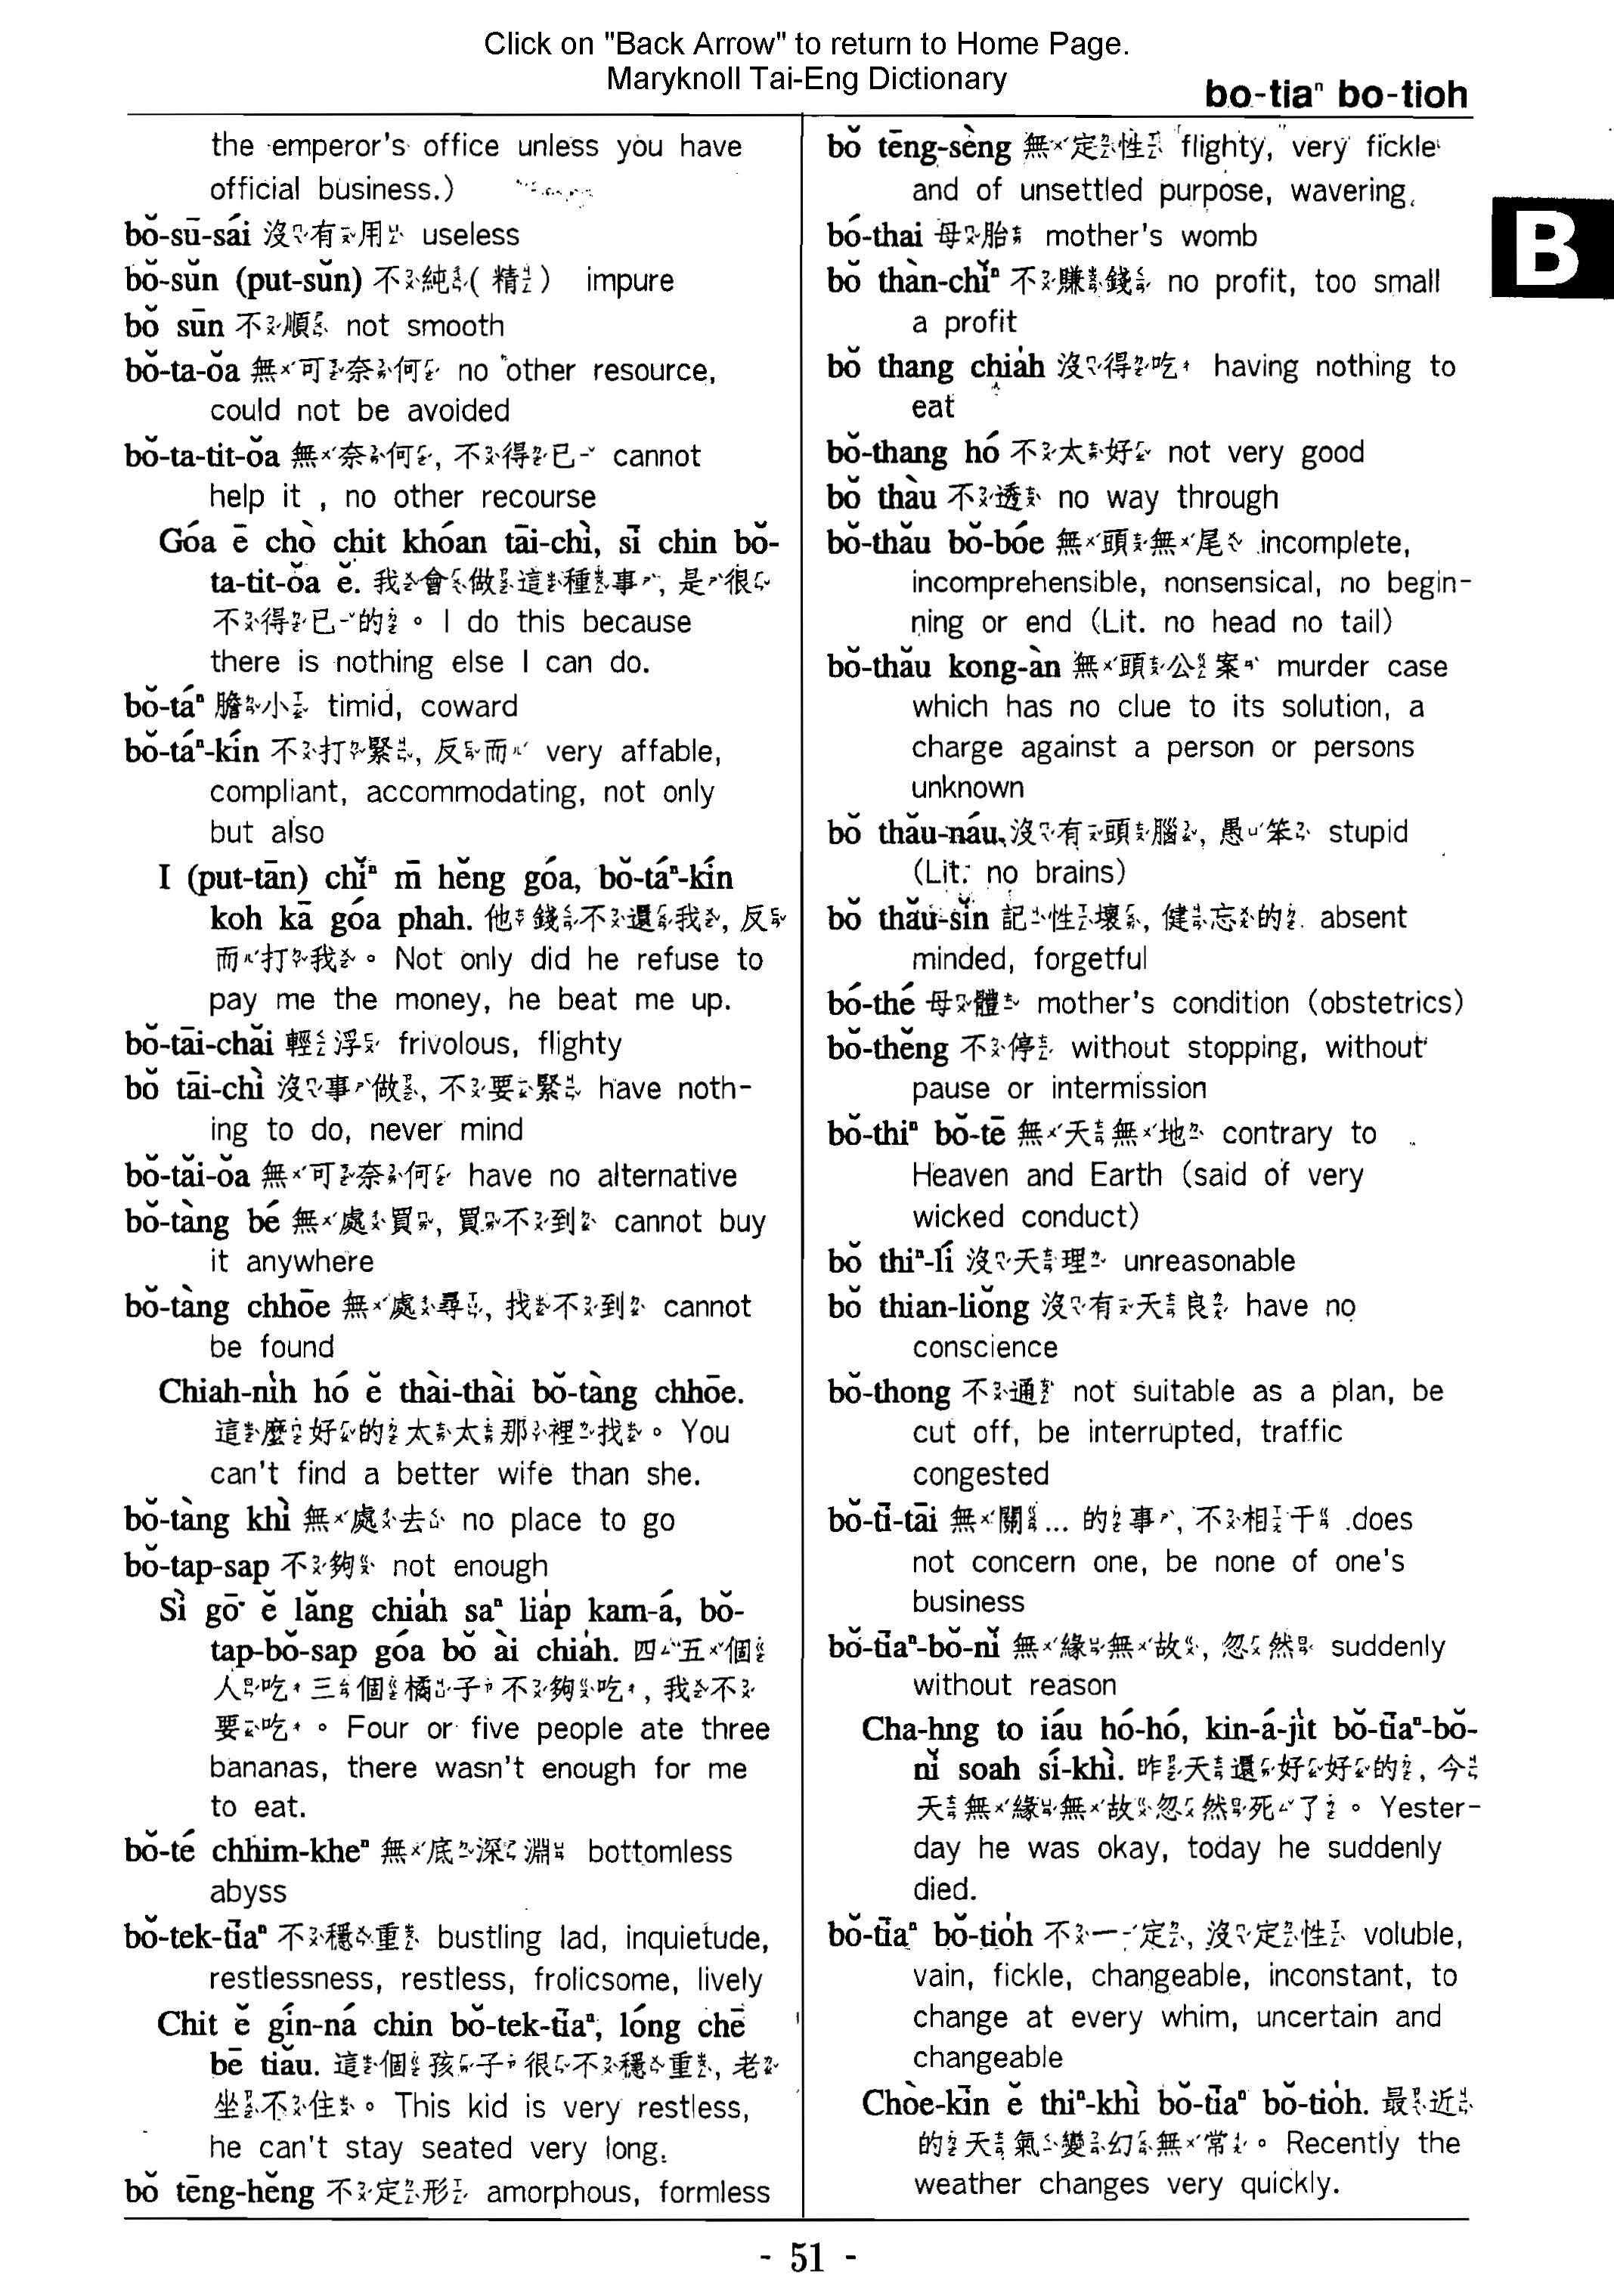 Click on "Back Arrow" to return to Home Page.
Maryknoll Tai-Eng Dictionary
bo-tiaⁿ bo-tioh
the emperor's office unless you have
official business.)
bŏ-sū-sái 沒有用 useless
bŏ-sŭn (put-sŭn) 不純(精) impure
bŏ sūn 不順 not smooth
bŏ-ta-ŏa 無可奈何 no other resource,
could not be avoided
bŏ-ta-tit-ŏa 無奈何, 不得已 cannot
help it , no other recourse
Góa ē chò chit khóan tāi-chì, sī chin bŏ-
ta-tit-ŏa ĕ. 我會做這種事, 是很
不得已的。 I do this because
there is nothing else I can do.
bŏ-táⁿ 膽小 timid, coward
bŏ-táⁿ-kín 不打緊, 反而 very affable,
compliant, accommodating, not only
but also
I (put-tān) chĭⁿ m̄ hĕng góa, bŏ-táⁿ-kín
koh kā góa phah. 他錢不還我, 反
而打我。 Not only did he refuse to
pay me the money, he beat me up.
bŏ-tāi-chăi 輕浮 frivolous, flighty
bŏ tāi-chì 沒事做, 不要緊 have noth-
ing to do, never mind
bŏ-tăi-ŏa 無可奈何 have no alternative
bŏ-tàng bé 無處買, 買不到 cannot buy
it anywhere
bŏ-tàng chhōe 無處尋, 找不到 cannot
be found
Chiah-ni̍h hó ĕ thài-thài bŏ-tàng chhōe.
這麼好的太太那裡找。 You
can't find a better wife than she.
bŏ-tàng khì 無處去 no place to go
bŏ-tap-sap 不夠 not enough
Sì gō͘ ĕ lăng chia̍h saⁿ lia̍p kam-á, bŏ-
tap-bŏ-sap góa bŏ ài chia̍h. 四五個
人吃三個橘子不夠吃, 我不
要吃。 Four or five people ate three
bananas, there wasn't enough for me
to eat.
bŏ-té chhim-kheⁿ 無底深淵 bottomless
abyss
bŏ-tek-tīaⁿ 不穩重 bustling lad, inquietude,
restlessness, restless, frolicsome, lively
Chit ĕ gín-ná chin bŏ-tek-tīaⁿ, lóng chē
bē tiău. 這個孩子很不穩重, 老
坐不住。 This kid is very restless,
he can't stay seated very long.
bŏ tēng-hĕng 不定形 amorphous, formless
bŏ tēng-sèng 無定性 flighty, very fickle
and of unsettled purpose, wavering
bó-thai 母胎 mother's womb
bŏ thàn-chĭⁿ 不賺錢 no profit, too small
a profit
bŏ thang chia̍h 沒得吃 having nothing to
eat
bŏ-thang hó 不太好 not very good
bŏ thàu 不透 no way through
bŏ-thău bŏ-bóe 無頭無尾 incomplete,
incomprehensible, nonsensical, no begin-
ning or end (Lit. no head no tail)
bŏ-thău kong-àn 無頭公案 murder case
which has no clue to its solution, a
charge against a person or persons
unknown
bŏ thău-náu 沒有頭腦, 愚笨 stupid
(Lit. no brains)
bŏ thău-sĭn 記性壞, 健忘的 absent
minded, forgetful
bó-thé 母體 mother's condition (obstetrics)
bŏ-thĕng 不停 without stopping, without
pause or intermission
bŏ-thiⁿ bŏ-tē 無天無地 contrary to
Heaven and Earth (said of very
wicked conduct)
bŏ thiⁿ-lí 沒天理 unreasonable
bŏ thian-liŏng 沒有天良 have no
conscience
bŏ-thong 不通 not suitable as a plan, be
cut off, be interrupted, traffic
congested
bŏ-tī-tāi 無關... 的事, 不相干 does
not concern one, be none of one's
business
bŏ-tīaⁿ-bŏ-nĭ 無緣無故, 忽然 suddenly
without reason
Cha-hng to iáu hó-hó, kin-á-ji̍t bŏ-tīaⁿ-bŏ-
nĭ soah sí-khì. 昨天還好好的, 今
天無緣無故忽然死了。 Yester-
day he was okay, today he suddenly
died.
bŏ-tīaⁿ bŏ-tio̍h 不一定, 沒定性 voluble,
vain, fickle, changeable, inconstant, to
change at every whim, uncertain and
changeable
Chòe-kīn ĕ thiⁿ-khì bŏ-tīaⁿ bŏ-tio̍h. 最近
的天氣變幻無常。 Recently the
weather changes very quickly.
B
- 51 -